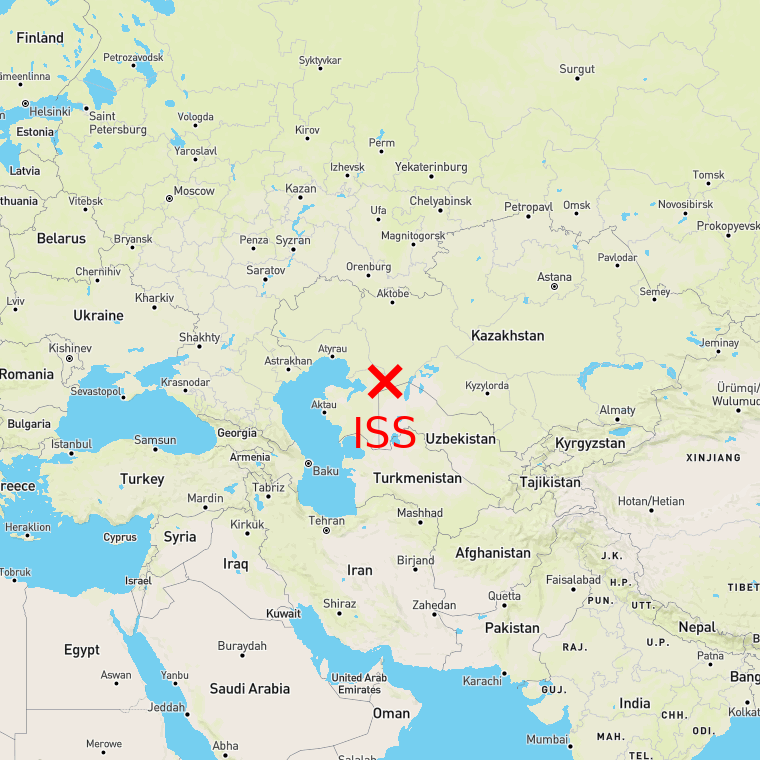 Finland
Petrozavodsk
Syktyvkar
Surgut
ämeenlinna
Helsinki
Saint
Petersburg
Vologda
Kirov
Perm
Estonia
Yaroslavl
Izhevsk
Yekaterinburg
Latvia
Tomsk
Moscow
Kazan
Chelyabinsk
Petropavl
Omsk
Novosibirsk
thuania
Vitebsk
Ufa
Prokopyevsk
Belarus
Bryansk
Penza
Syzran
Magnitogorsk
Pavlodar
Chernihiv
Saratov
Orenburg
Astana
Semey
Lviv
Kharkiv
Aktobe
Ukraine
Shakhty
Kazakhstan
Jeminay
Kishinev
Atyrau
Astrakhan
Romania
Sevastopol
Krasnodar
Kyzylorda
Ürümqi/
Wulumuc
Aktau
Almaty
Bulgaria
ISS
Istanbul
Samsun
Georgia
Uzbekistan
Kyrgyzstan
Armenia
Baku
XINJIANG
Greece
Turkey
Tabriz
Turkmenistan
Tajikistan
Mardin
Hotan/Hetian
Heraklion
Cyprus
Syria
Kirkūk
Tehran
Mashhad
Afghanistan
J.K.
Iraq
Iran
Birjand
Faisalabad
H.P.
Tobruk
Israel
TIBET
Quetta
PUN.
UTT.
Kuwait
Shiraz
Zahedan
Pakistan
Nepal
Egypt
Buraydah
RAJ.
U.P.
Patna
Aswan
Yanbu
United Arab
Emirates
Karachi
Bang
Saudi Arabia
GUJ.
India
Jeddah
Oman
CHH.
Kolkat
Merowe
Abha
Mumbai
MAH.
ODI.
Salalah
TEL.